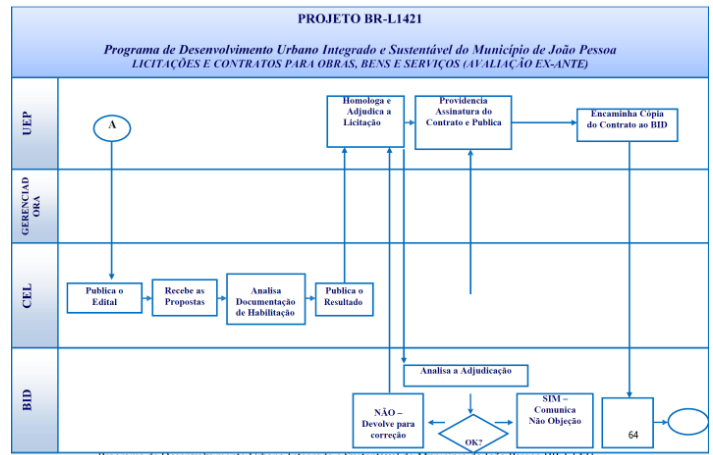 PROJETO BR-L1421
Programa de Desenvolvimento Urbano Integrado e Sustentável do Município de João Pessoa
LICITAÇÕES E CONTRATOS PARA OBRAS, BENS E SERVIÇOS (AVALIAÇÃO EX-ANTE)
UEP
A
Homologa e
Adjudica a
Licitação
Providencia
Assinatura do
Contrato e Publica
Encaminha Cópia
do Contrato ao BID
GERENCIAD
ORA
CEL
Publica o
Edital
Recebe as
Propostas
Analisa
Documentação
de Habilitação
Publica o
Resultado
BID
Analisa a Adjudicação
NÃO –
Devolve para
correção
OK?
SIM –
Comunica
Não Objeção
64